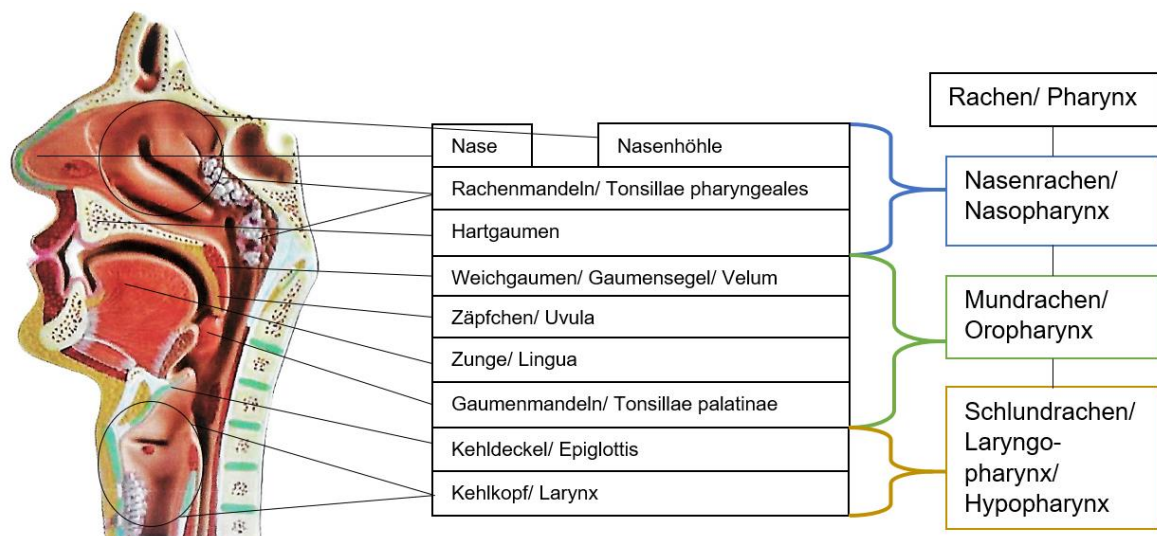 Nase
Nasenhöhle
Rachenmandeln/ Tonsillae pharyngeales
Hartgaumen
Weichgaumen/ Gaumensegel/ Velum
Zäpfchen/ Uvula
Zunge/ Lingua
Gaumenmandeln/ Tonsillae palatinae
Kehldeckel/ Epiglottis
Kehlkopf/ Larynx
Rachen/ Pharynx
Nasenrachen/
Nasopharynx
Mundrachen/
Oropharynx
Schlundrachen/
Laryngo-
pharynx/
Hypopharynx